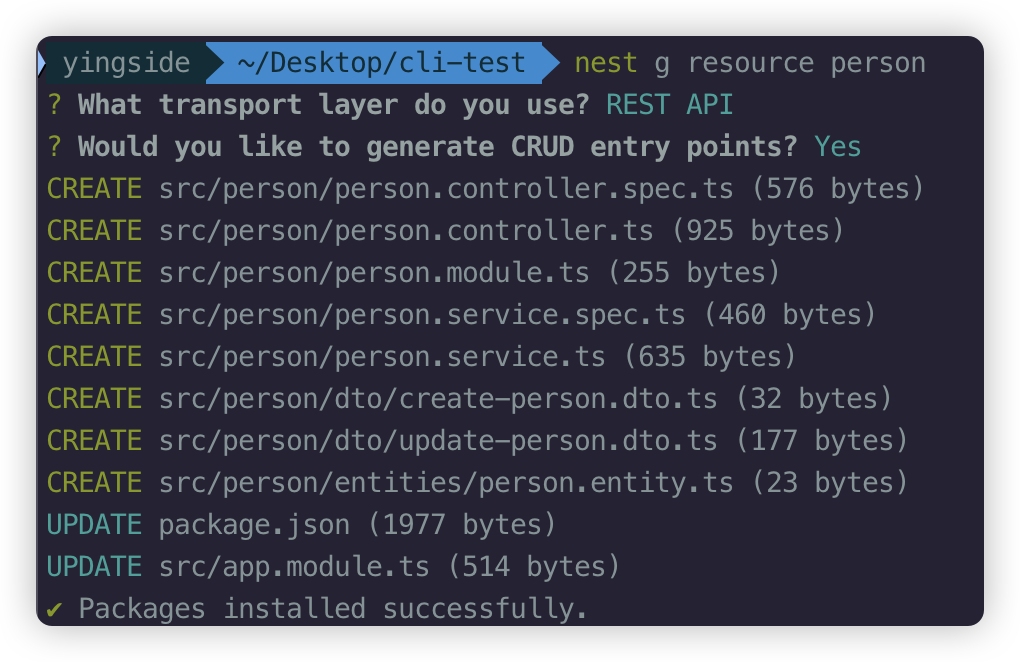 yingside ~/Desktop/cli-test nest g resource person
? What transport layer do you use? REST API
? Would you like to generate CRUD entry points? Yes
CREATE src/person/person.controller.spec.ts (576 bytes)
CREATE src/person/person.controller.ts (925 bytes)
CREATE src/person/person.module.ts (255 bytes)
CREATE src/person/person.service.spec.ts (460 bytes)
CREATE src/person/person.service.ts (635 bytes)
CREATE src/person/dto/create-person.dto.ts (32 bytes)
CREATE src/person/dto/update-person.dto.ts (177 bytes)
CREATE src/person/entities/person.entity.ts (23 bytes)
UPDATE package.json (1977 bytes)
UPDATE src/app.module.ts (514 bytes)
✔ Packages installed successfully.